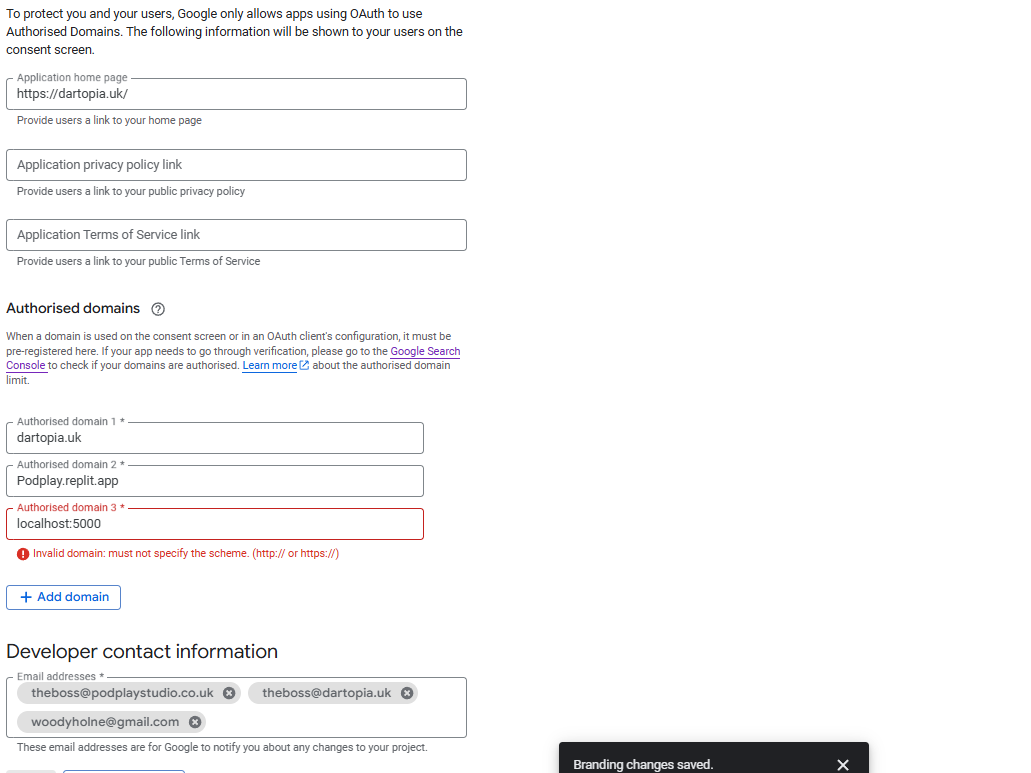 To protect you and your users, Google only allows apps using OAuth to use
Authorised Domains. The following information will be shown to your users on the
consent screen.
Application home page
https://dartopia.uk/
Provide users a link to your home page
Application privacy policy link
Provide users a link to your public privacy policy
Application Terms of Service link
Provide users a link to your public Terms of Service
Authorised domains
When a domain is used on the consent screen or in an OAuth client's configuration, it must be
pre-registered here. If your app needs to go through verification, please go to the Google Search
Console to check if your domains are authorised. Learn more about the authorised domain
limit.
Authorised domain 1 *
dartopia.uk
Authorised domain 2 *
Podplay.replit.app
Authorised domain 3 *
localhost:5000
Invalid domain: must not specify the scheme. (http:// or https://)
+ Add domain
Developer contact information
Email addresses *
theboss@podplaystudio.co.uk theboss@dartopia.uk
woodyholne@gmail.com
These email addresses are for Google to notify you about any changes to your project.
Branding changes saved.